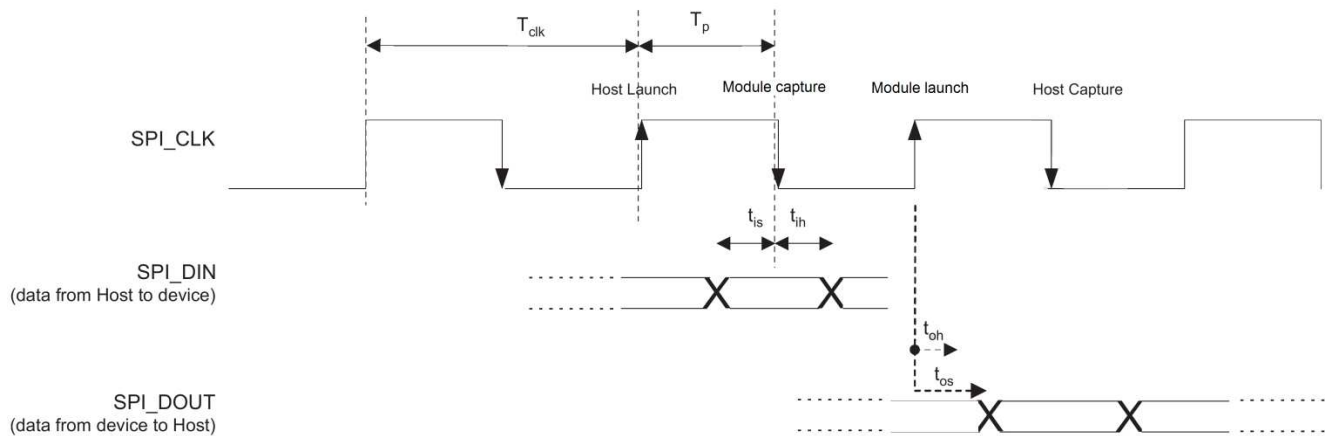 T_clk
T_p
Host Launch
Module capture
Module launch
Host Capture
SPI_CLK
t_is
t_ih
SPI_DIN
(data from Host to device)
t_oh
t_os
SPI_DOUT
(data from device to Host)